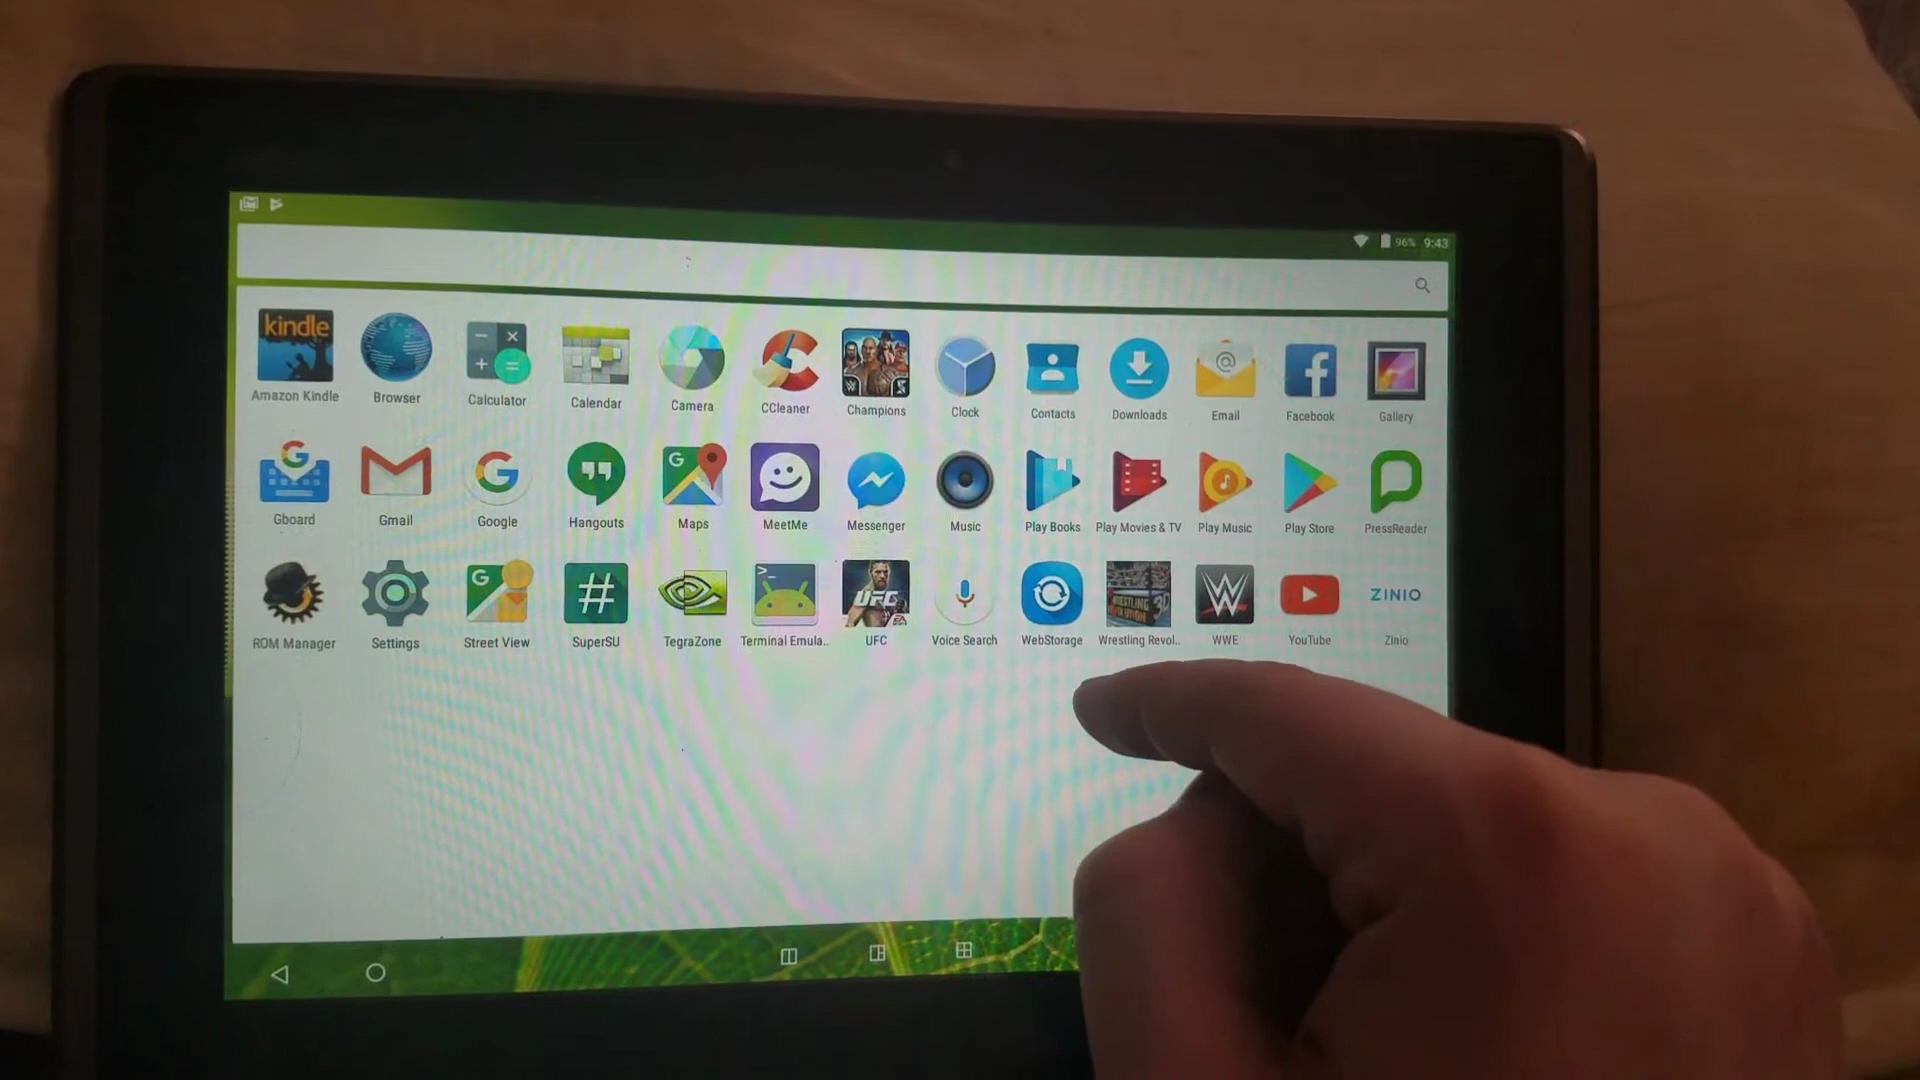 96% 9:43
kindle
Amazon Kindle Browser Calculator Calendar Camera CCleaner Champions Clock Contacts Downloads Email Facebook Gallery
Gboard Gmail Google Hangouts Maps MeetMe Messenger Music Play Books Play Movies & TV Play Music Play Store PressReader
UFC
ZINIO
ROM Manager Settings Street View SuperSU TegraZone Terminal Emula.. UFC Voice Search WebStorage Wrestling Revol.. WWE YouTube Zinio